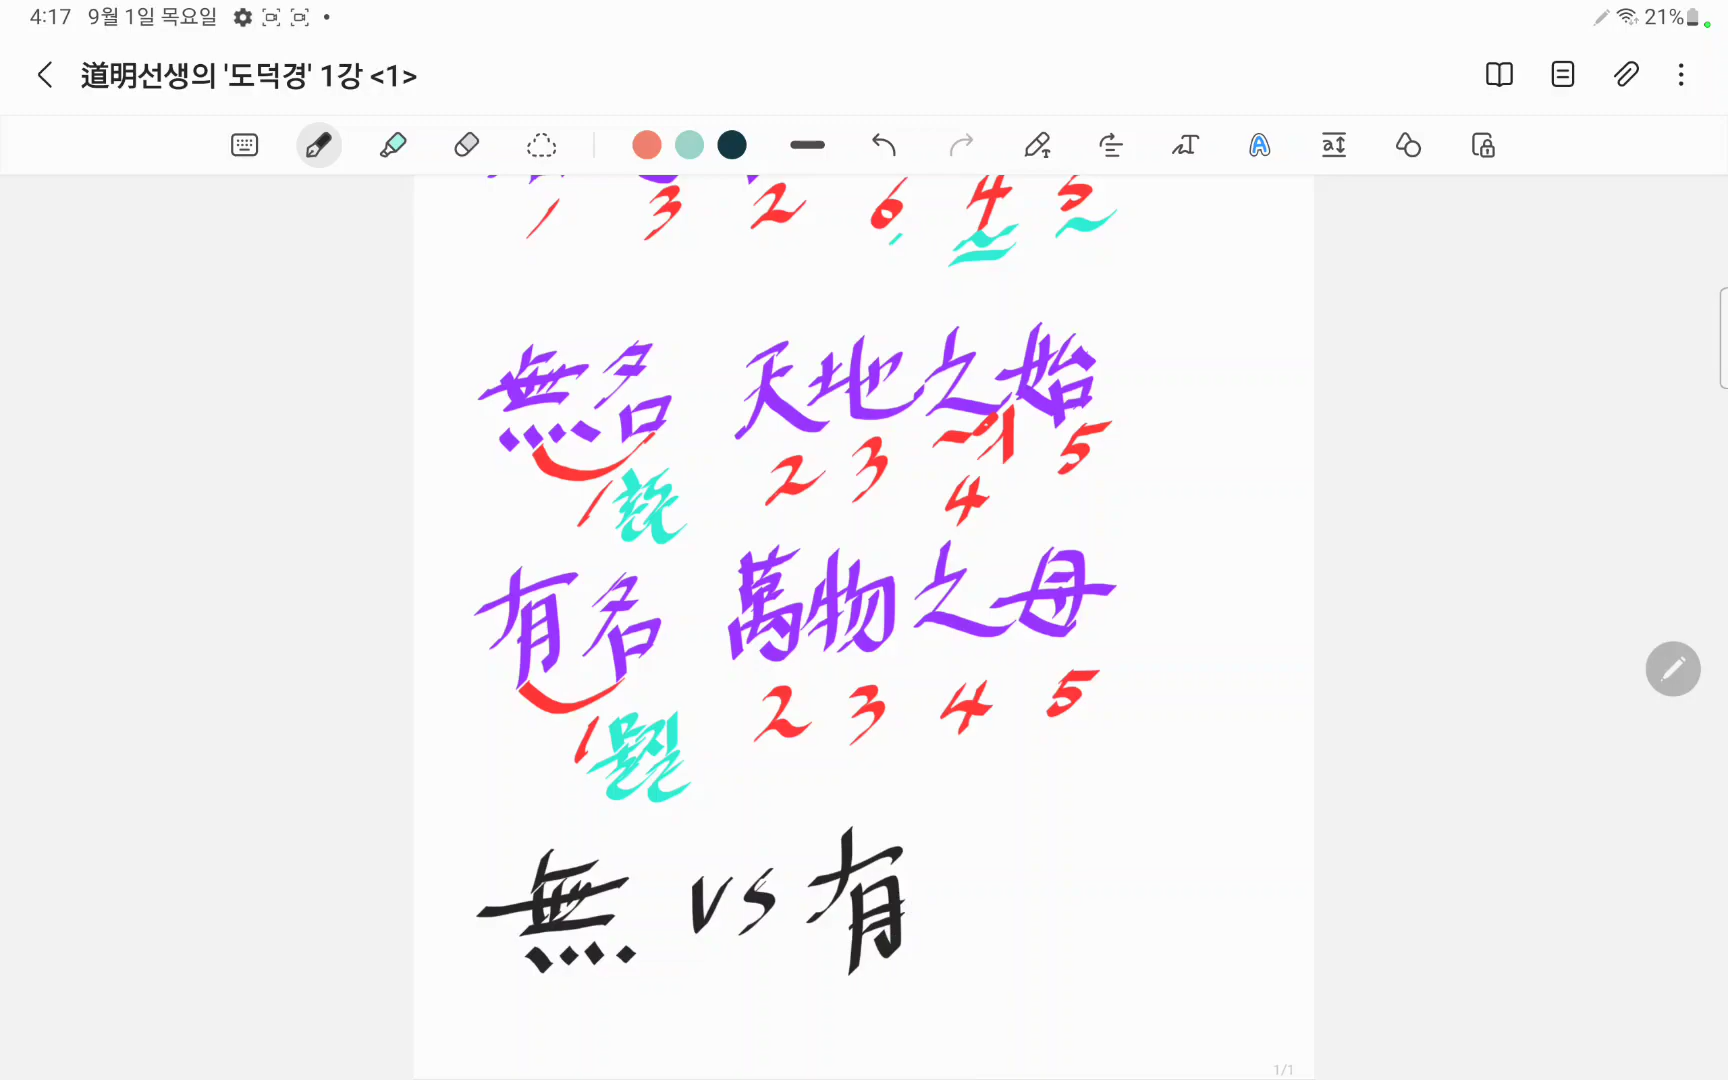 4:17 9월 1일 목요일
21%
道明선생의 '도덕경' 1강 <1>
1 3 2 6 4 5
無名 天地之始
1 2 3 4 5
有名 萬物之母
1 2 3 4 5
無 vs 有
1/1